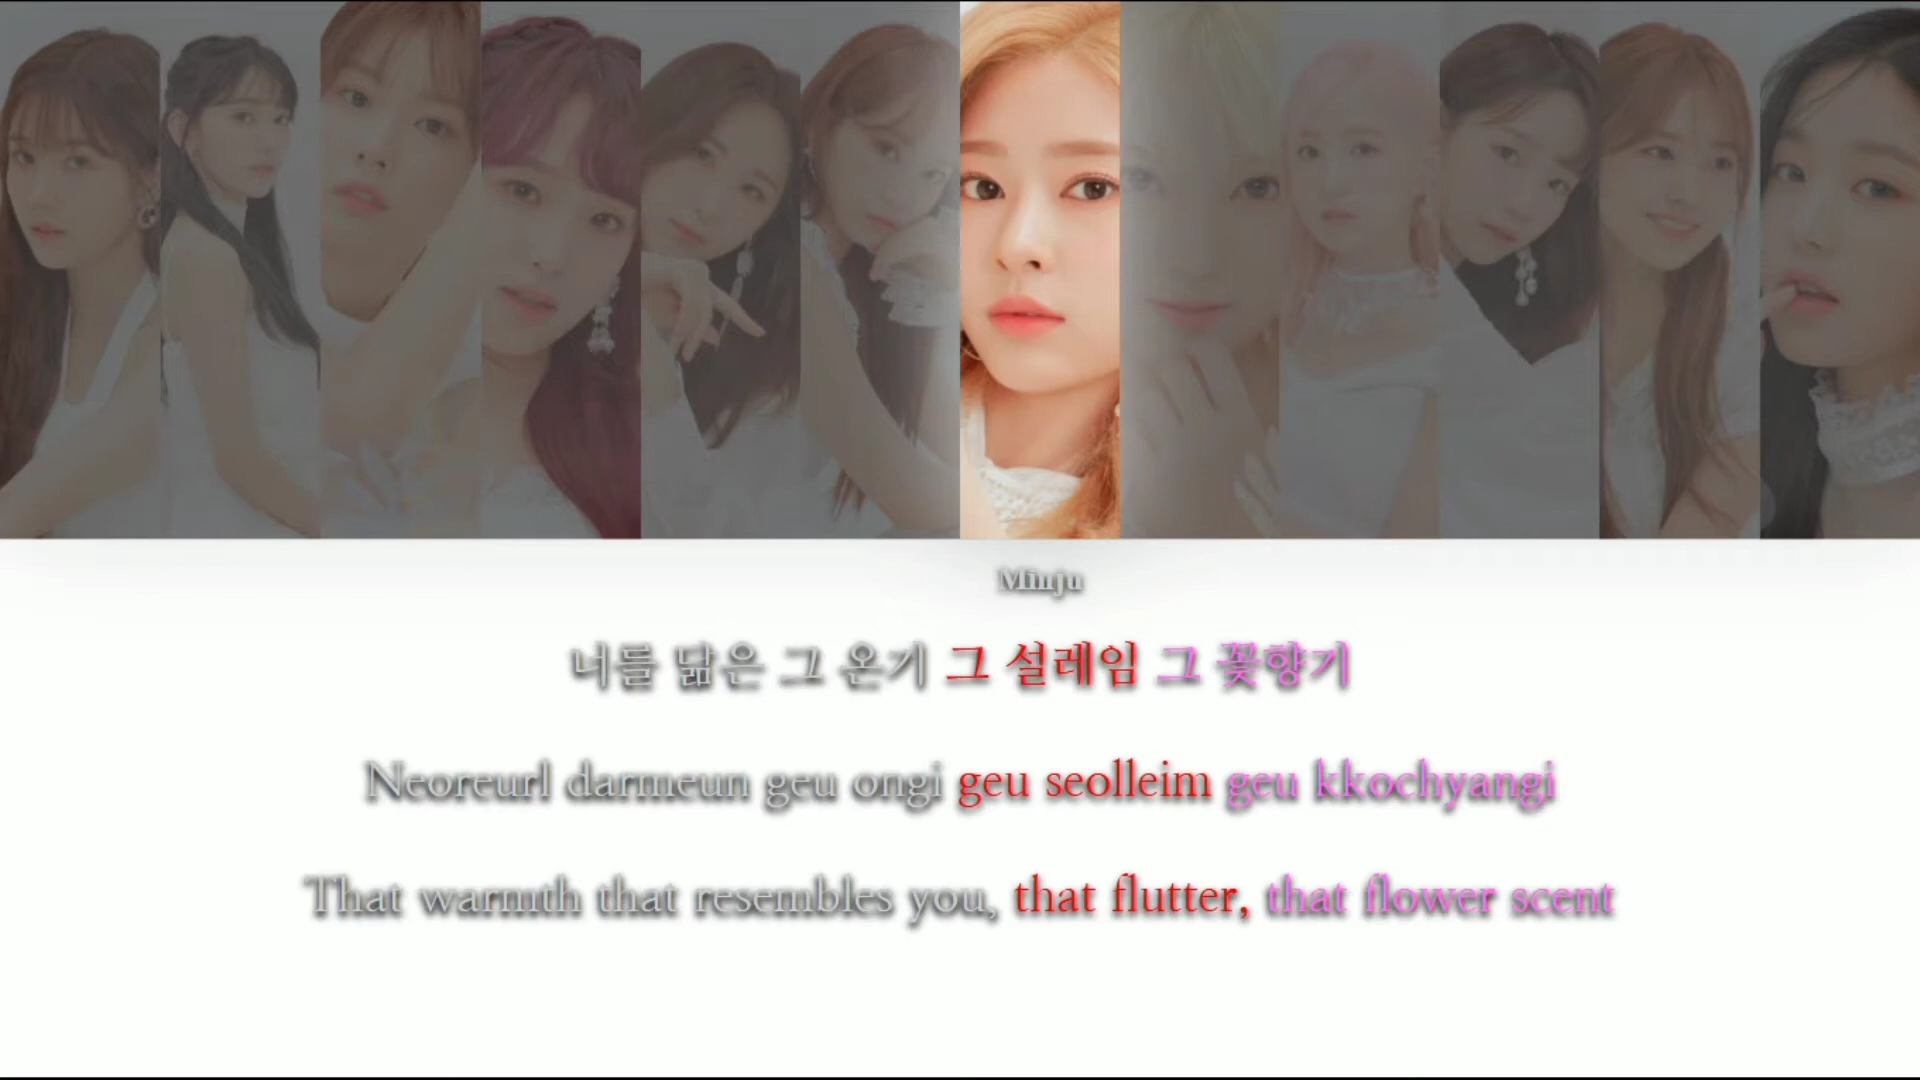 Minju
너를 닮은 그 온기 그 설레임 그 꽃향기
Neoreurl darmeun geu ongi geu seolleim geu kkochyangi
That warmth that resembles you, that flutter, that flower scent